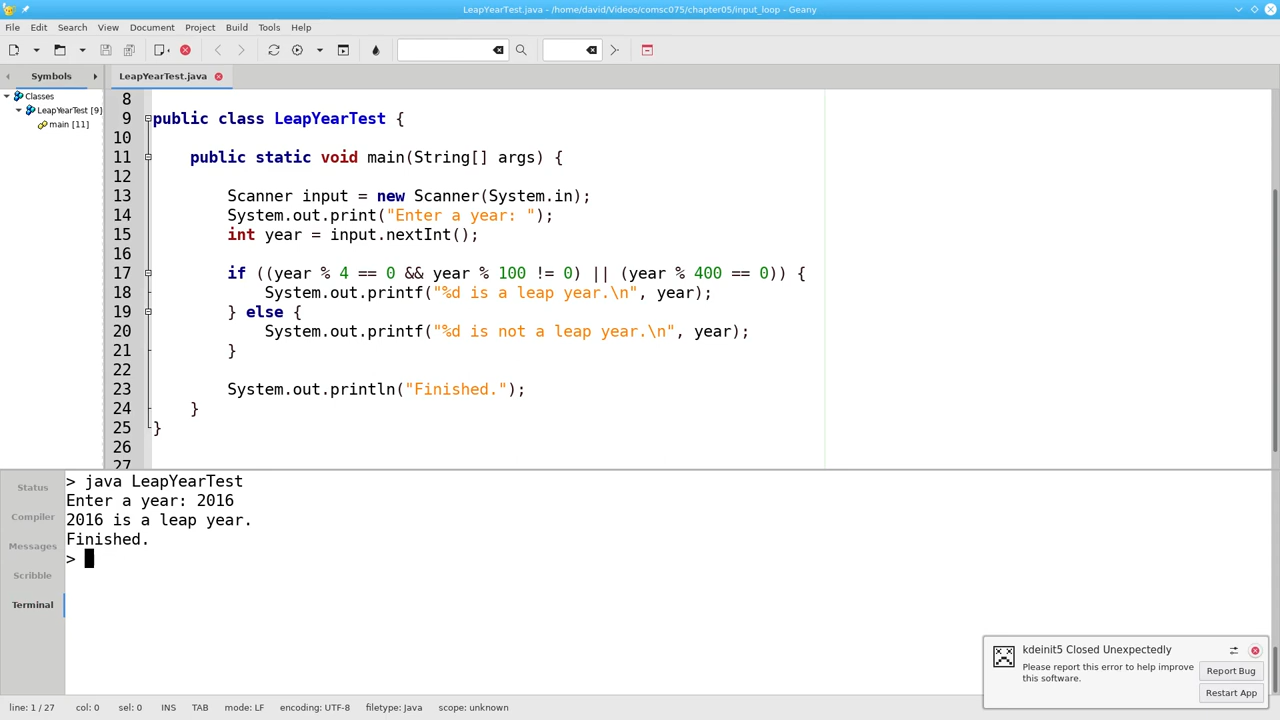 LeapYearTest.java - /home/david/Videos/comsc075/chapter05/input_loop - Geany
File Edit Search View Document Project Build Tools Help
Symbols
LeapYearTest.java
Classes
LeapYearTest [9]
main [11]
8
9 public class LeapYearTest {
10
11 public static void main(String[] args) {
12
13 Scanner input = new Scanner(System.in);
14 System.out.print("Enter a year: ");
15 int year = input.nextInt();
16
17 if ((year % 4 == 0 && year % 100 != 0) || (year % 400 == 0)) {
18 System.out.printf("%d is a leap year.\n", year);
19 } else {
20 System.out.printf("%d is not a leap year.\n", year);
21 }
22
23 System.out.println("Finished.");
24 }
25 }
26
27
Status
Compiler
Messages
Scribble
Terminal
> java LeapYearTest
Enter a year: 2016
2016 is a leap year.
Finished.
>
kdeinit5 Closed Unexpectedly
Please report this error to help improve
this software.
Report Bug
Restart App
line: 1 / 27 col: 0 sel: 0 INS TAB mode: LF encoding: UTF-8 filetype: Java scope: unknown